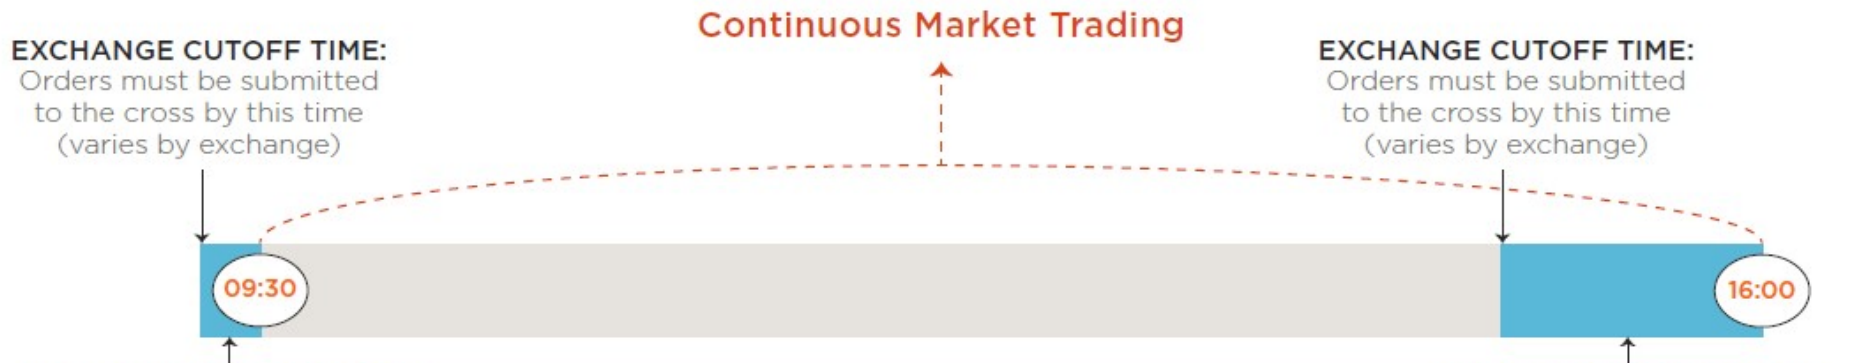 Continuous Market Trading
EXCHANGE CUTOFF TIME:
Orders must be submitted
to the cross by this time
(varies by exchange)
EXCHANGE CUTOFF TIME:
Orders must be submitted
to the cross by this time
(varies by exchange)
09:30
16:00